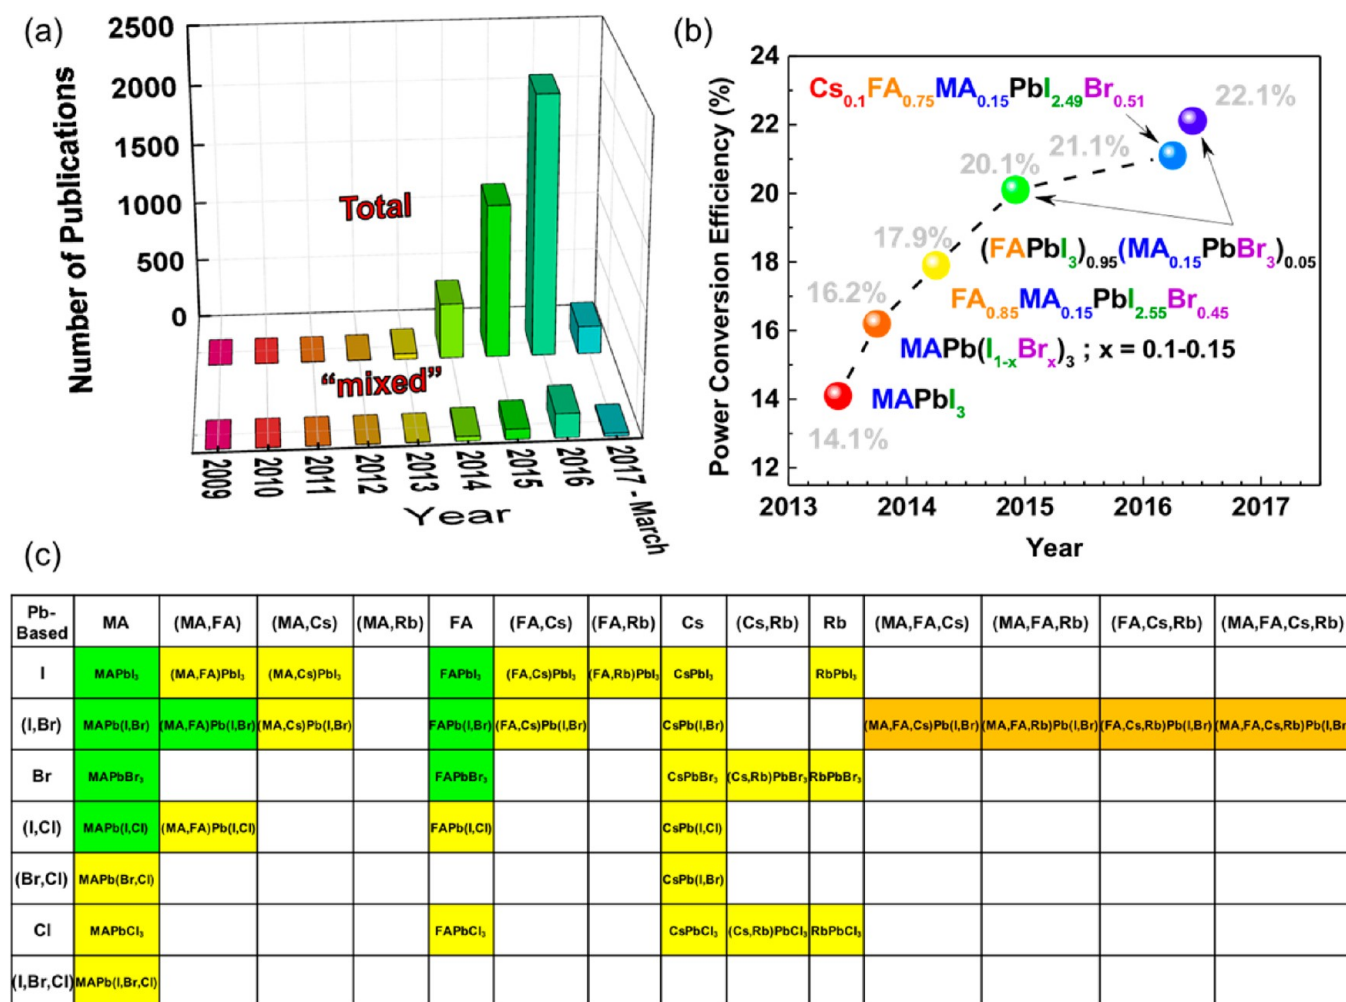 (a)
2500
2000
1500
1000
500
0
Number of Publications
Total
"mixed"
2009
2010
2011
2012
2013
2014
2015
2016
2017 - March
Year
(b)
24
22
20
18
16
14
12
Power Conversion Efficiency (%)
Cs0.1FA0.75MA0.15PbI2.49Br0.51
22.1%
21.1%
20.1%
(FAPbI3)0.95(MA0.15PbBr3)0.05
17.9%
FA0.85MA0.15PbI2.55Br0.45
16.2%
MAPb(I1-xBrx)3 ; x = 0.1-0.15
MAPbI3
14.1%
2013 2014 2015 2016 2017
Year
(c)
Pb-Based MA (MA,FA) (MA,Cs) (MA,Rb) FA (FA,Cs) (FA,Rb) Cs (Cs,Rb) Rb (MA,FA,Cs) (MA,FA,Rb) (FA,Cs,Rb) (MA,FA,Cs,Rb)
I MAPbI3 (MA,FA)PbI3 (MA,Cs)PbI3 FAPbI3 (FA,Cs)PbI3 (FA,Rb)PbI3 CsPbI3 RbPbI3
(I,Br) MAPb(I,Br) (MA,FA)Pb(I,Br) (MA,Cs)Pb(I,Br) FAPb(I,Br) (FA,Cs)Pb(I,Br) CsPb(I,Br) (MA,FA,Cs)Pb(I,Br) (MA,FA,Rb)Pb(I,Br) (FA,Cs,Rb)Pb(I,Br) (MA,FA,Cs,Rb)Pb(I,Br)
Br MAPbBr3 FAPbBr3 CsPbBr3 (Cs,Rb)PbBr3 RbPbBr3
(I,Cl) MAPb(I,Cl) (MA,FA)Pb(I,Cl) FAPb(I,Cl) CsPb(I,Cl)
(Br,Cl) MAPb(Br,Cl) CsPb(I,Br)
Cl MAPbCl3 FAPbCl3 CsPbCl3 (Cs,Rb)PbCl3 RbPbCl3
(I,Br,Cl) MAPb(I,Br,Cl)